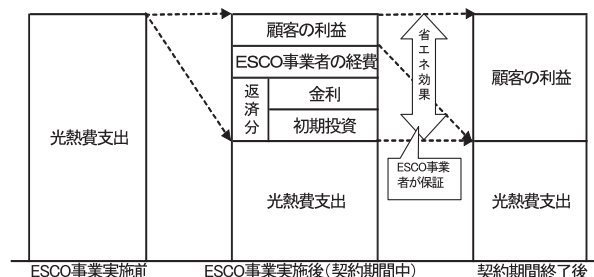 光熱費支出
ESCO事業実施前
顧客の利益
ESCO事業者の経費
返済分
金利
初期投資
光熱費支出
ESCO事業実施後(契約期間中)
省エネ効果
ESCO事業
者が保証
顧客の利益
光熱費支出
契約期間終了後